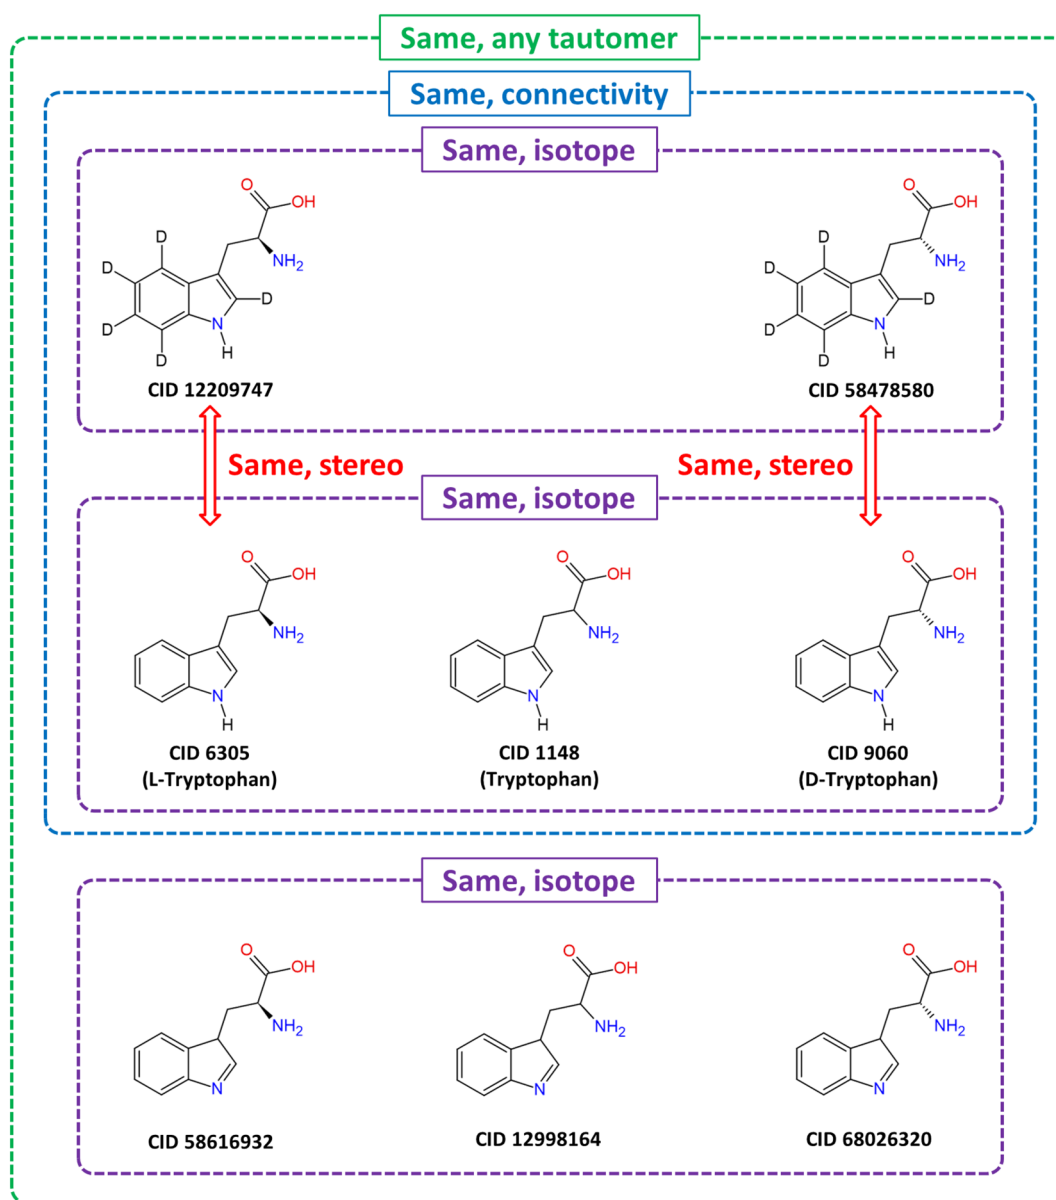 Same, any tautomer
Same, connectivity
Same, isotope
O
OH
NH2
D
D
D
D
D
N
H
CID 12209747
O
OH
NH2
D
D
D
D
D
N
H
CID 58478580
Same, stereo
Same, stereo
Same, isotope
O
OH
NH2
N
H
CID 6305
(L-Tryptophan)
O
OH
NH2
N
H
CID 1148
(Tryptophan)
O
OH
NH2
N
H
CID 9060
(D-Tryptophan)
Same, isotope
O
OH
NH2
N
CID 58616932
O
OH
NH2
N
CID 12998164
O
OH
NH2
N
CID 68026320